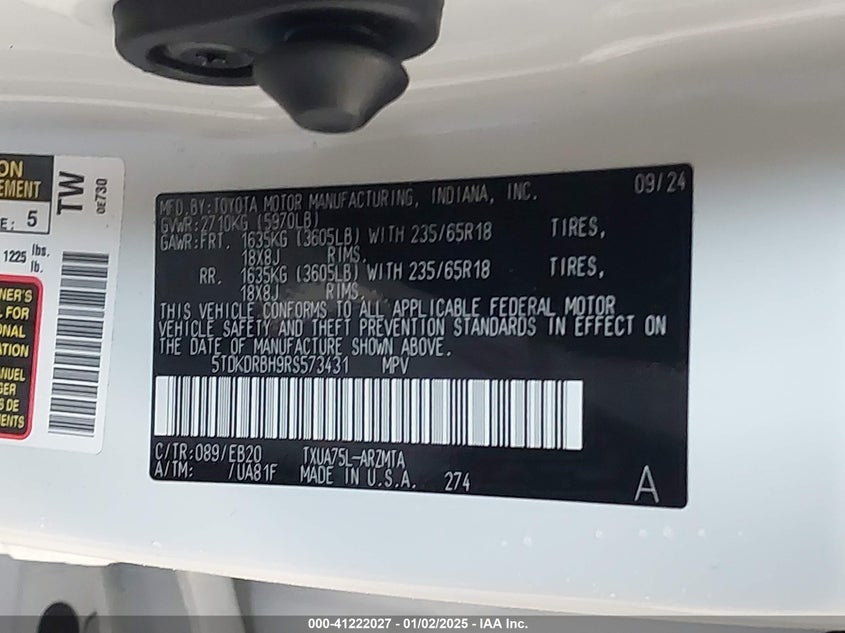 ON
EMENT
E: 5
TW
0E730
1225 lbs.
lb.
NER'S
L FOR
ONAL
ATION
ANUEL
GER
S DE
MENTS
MFD.BY:TOYOTA MOTOR MANUFACTURING, INDIANA, INC. 09/24
GVWR:2710KG (5970LB)
GAWR:FRT. 1635KG (3605LB) WITH 235/65R18 TIRES,
18X8J RIMS,
RR. 1635KG (3605LB) WITH 235/65R18 TIRES,
18X8J RIMS,
THIS VEHICLE CONFORMS TO ALL APPLICABLE FEDERAL MOTOR
VEHICLE SAFETY AND THEFT PREVENTION STANDARDS IN EFFECT ON
THE DATE OF MANUFACTURE SHOWN ABOVE.
5TDKDRBH9RS573431 MPV
C/TR:089/EB20 TXUA75L-ARZMTA
A/TM: /UA81F MADE IN U.S.A. 274
A
000-41222027 - 01/02/2025 - IAA Inc.